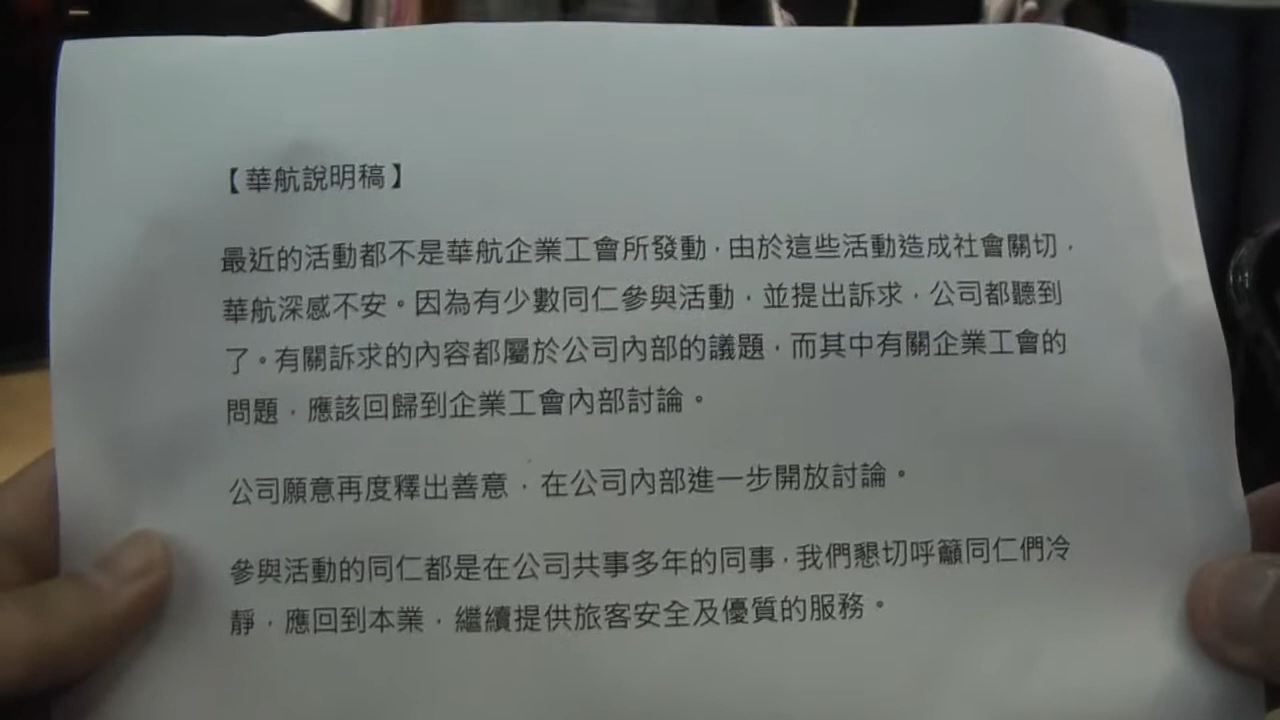 【華航說明稿】
最近的活動都不是華航企業工會所發動，由於這些活動造成社會關切，
華航深感不安。因為有少數同仁參與活動，並提出訴求，公司都聽到
了。有關訴求的內容都屬於公司內部的議題，而其中有關企業工會的
問題，應該回歸到企業工會內部討論。
公司願意再度釋出善意，在公司內部進一步開放討論。
參與活動的同仁都是在公司共事多年的同事，我們懇切呼籲同仁們冷
靜，應回到本業，繼續提供旅客安全及優質的服務。